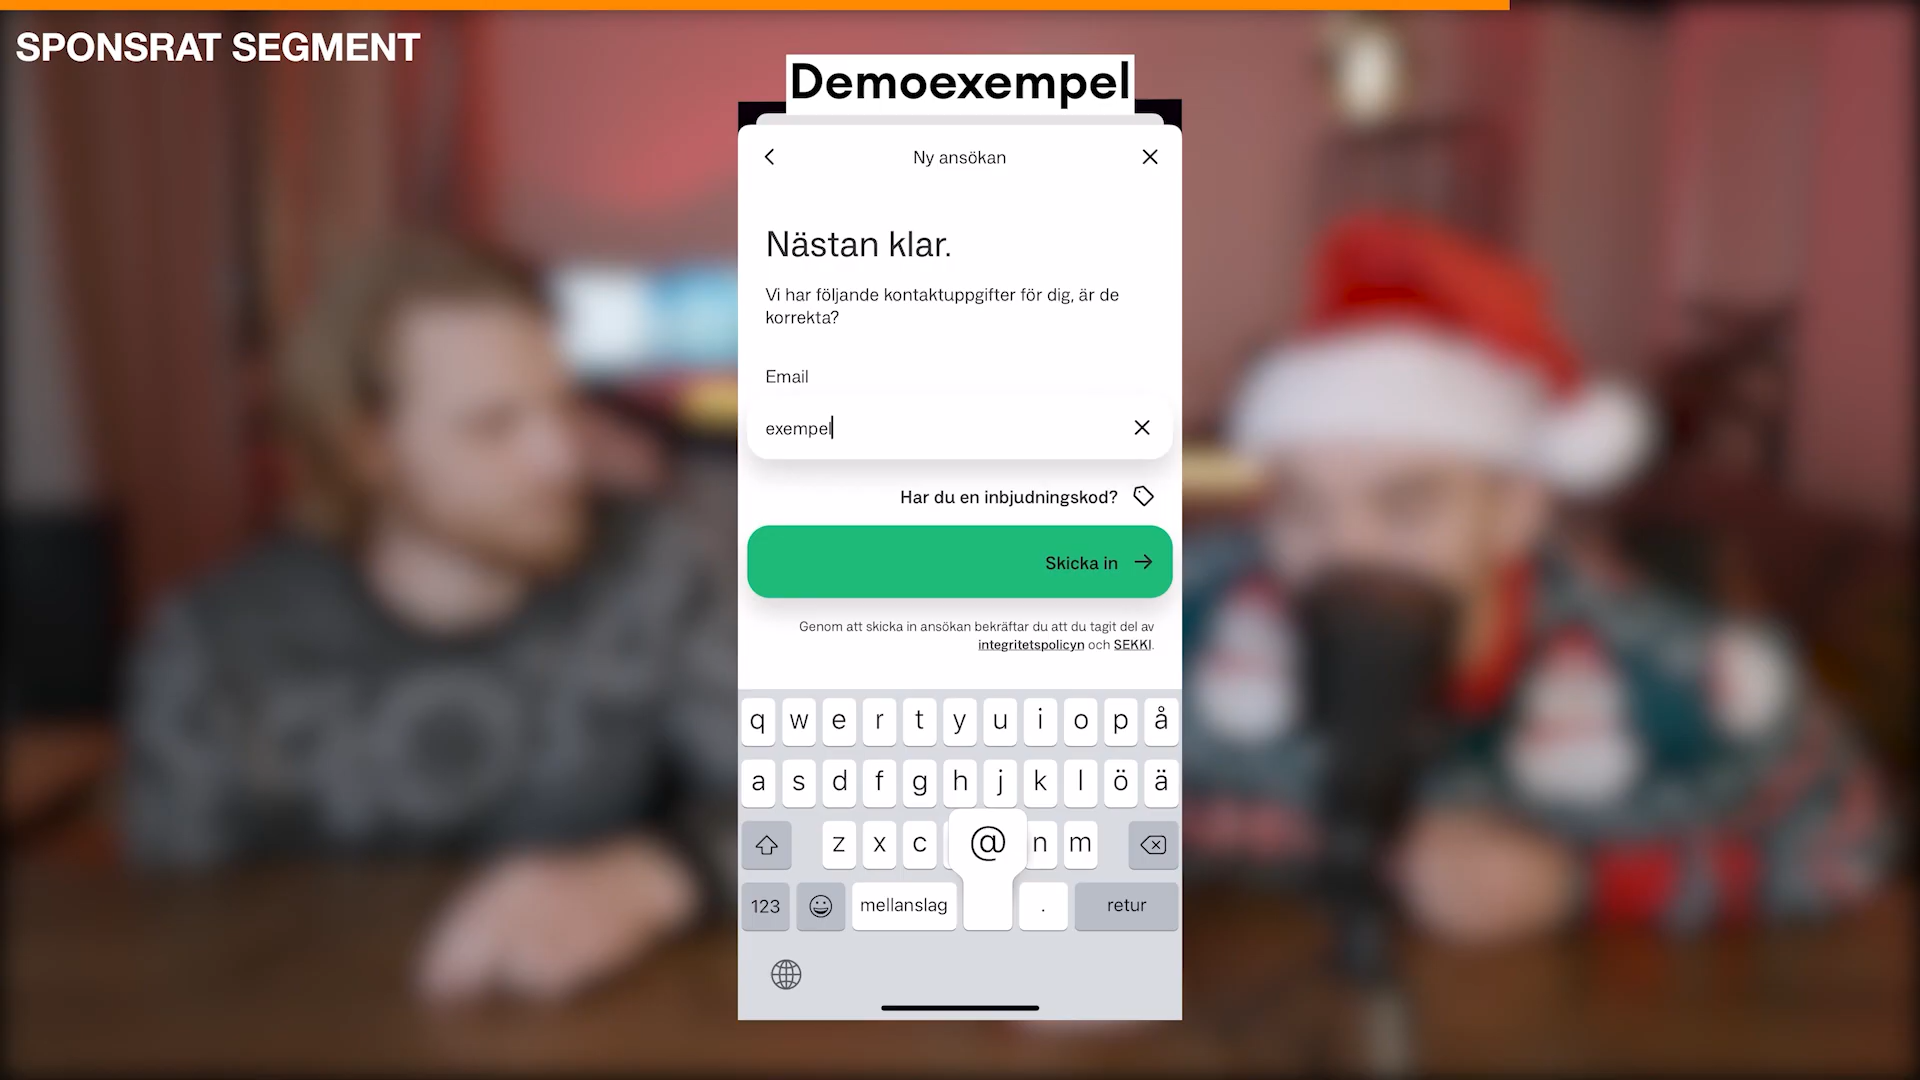 SPONSRAT SEGMENT
Demoexempel
Ny ansökan
Nästan klar.
Vi har följande kontaktuppgifter för dig, är de
korrekta?
Email
exempel
Har du en inbjudningskod?
Skicka in
Genom att skicka in ansökan bekräftar du att du tagit del av
integritetspolicyn och SEKKI.
q w e r t y u i o p å
a s d f g h j k l ö ä
z x c @ n m
123 mellanslag . retur